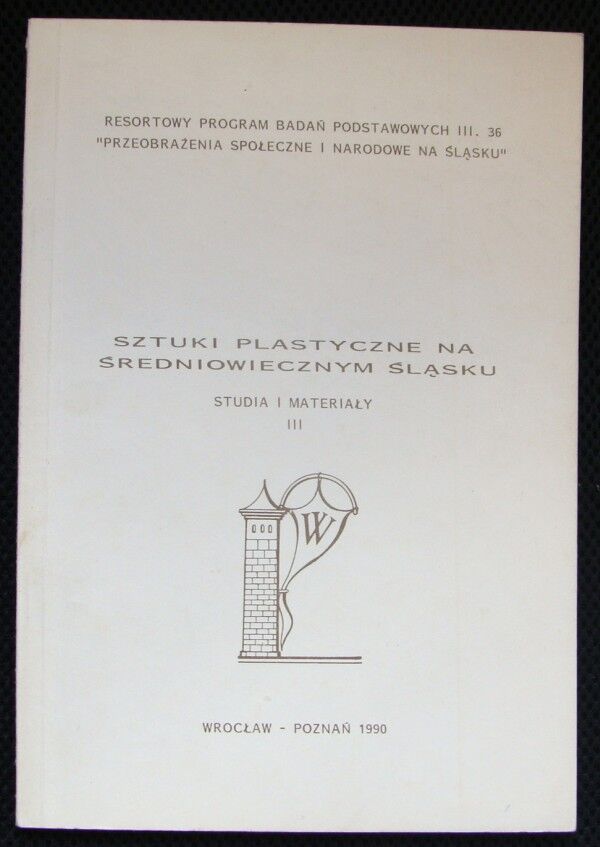 RESORTOWY PROGRAM BADAŃ PODSTAWOWYCH III. 36
"PRZEOBRAŻENIA SPOŁECZNE I NARODOWE NA ŚLĄSKU"
SZTUKI PLASTYCZNE NA
ŚREDNIOWIECZNYM ŚLĄSKU
STUDIA I MATERIAŁY
III
W
WROCŁAW - POZNAŃ 1990